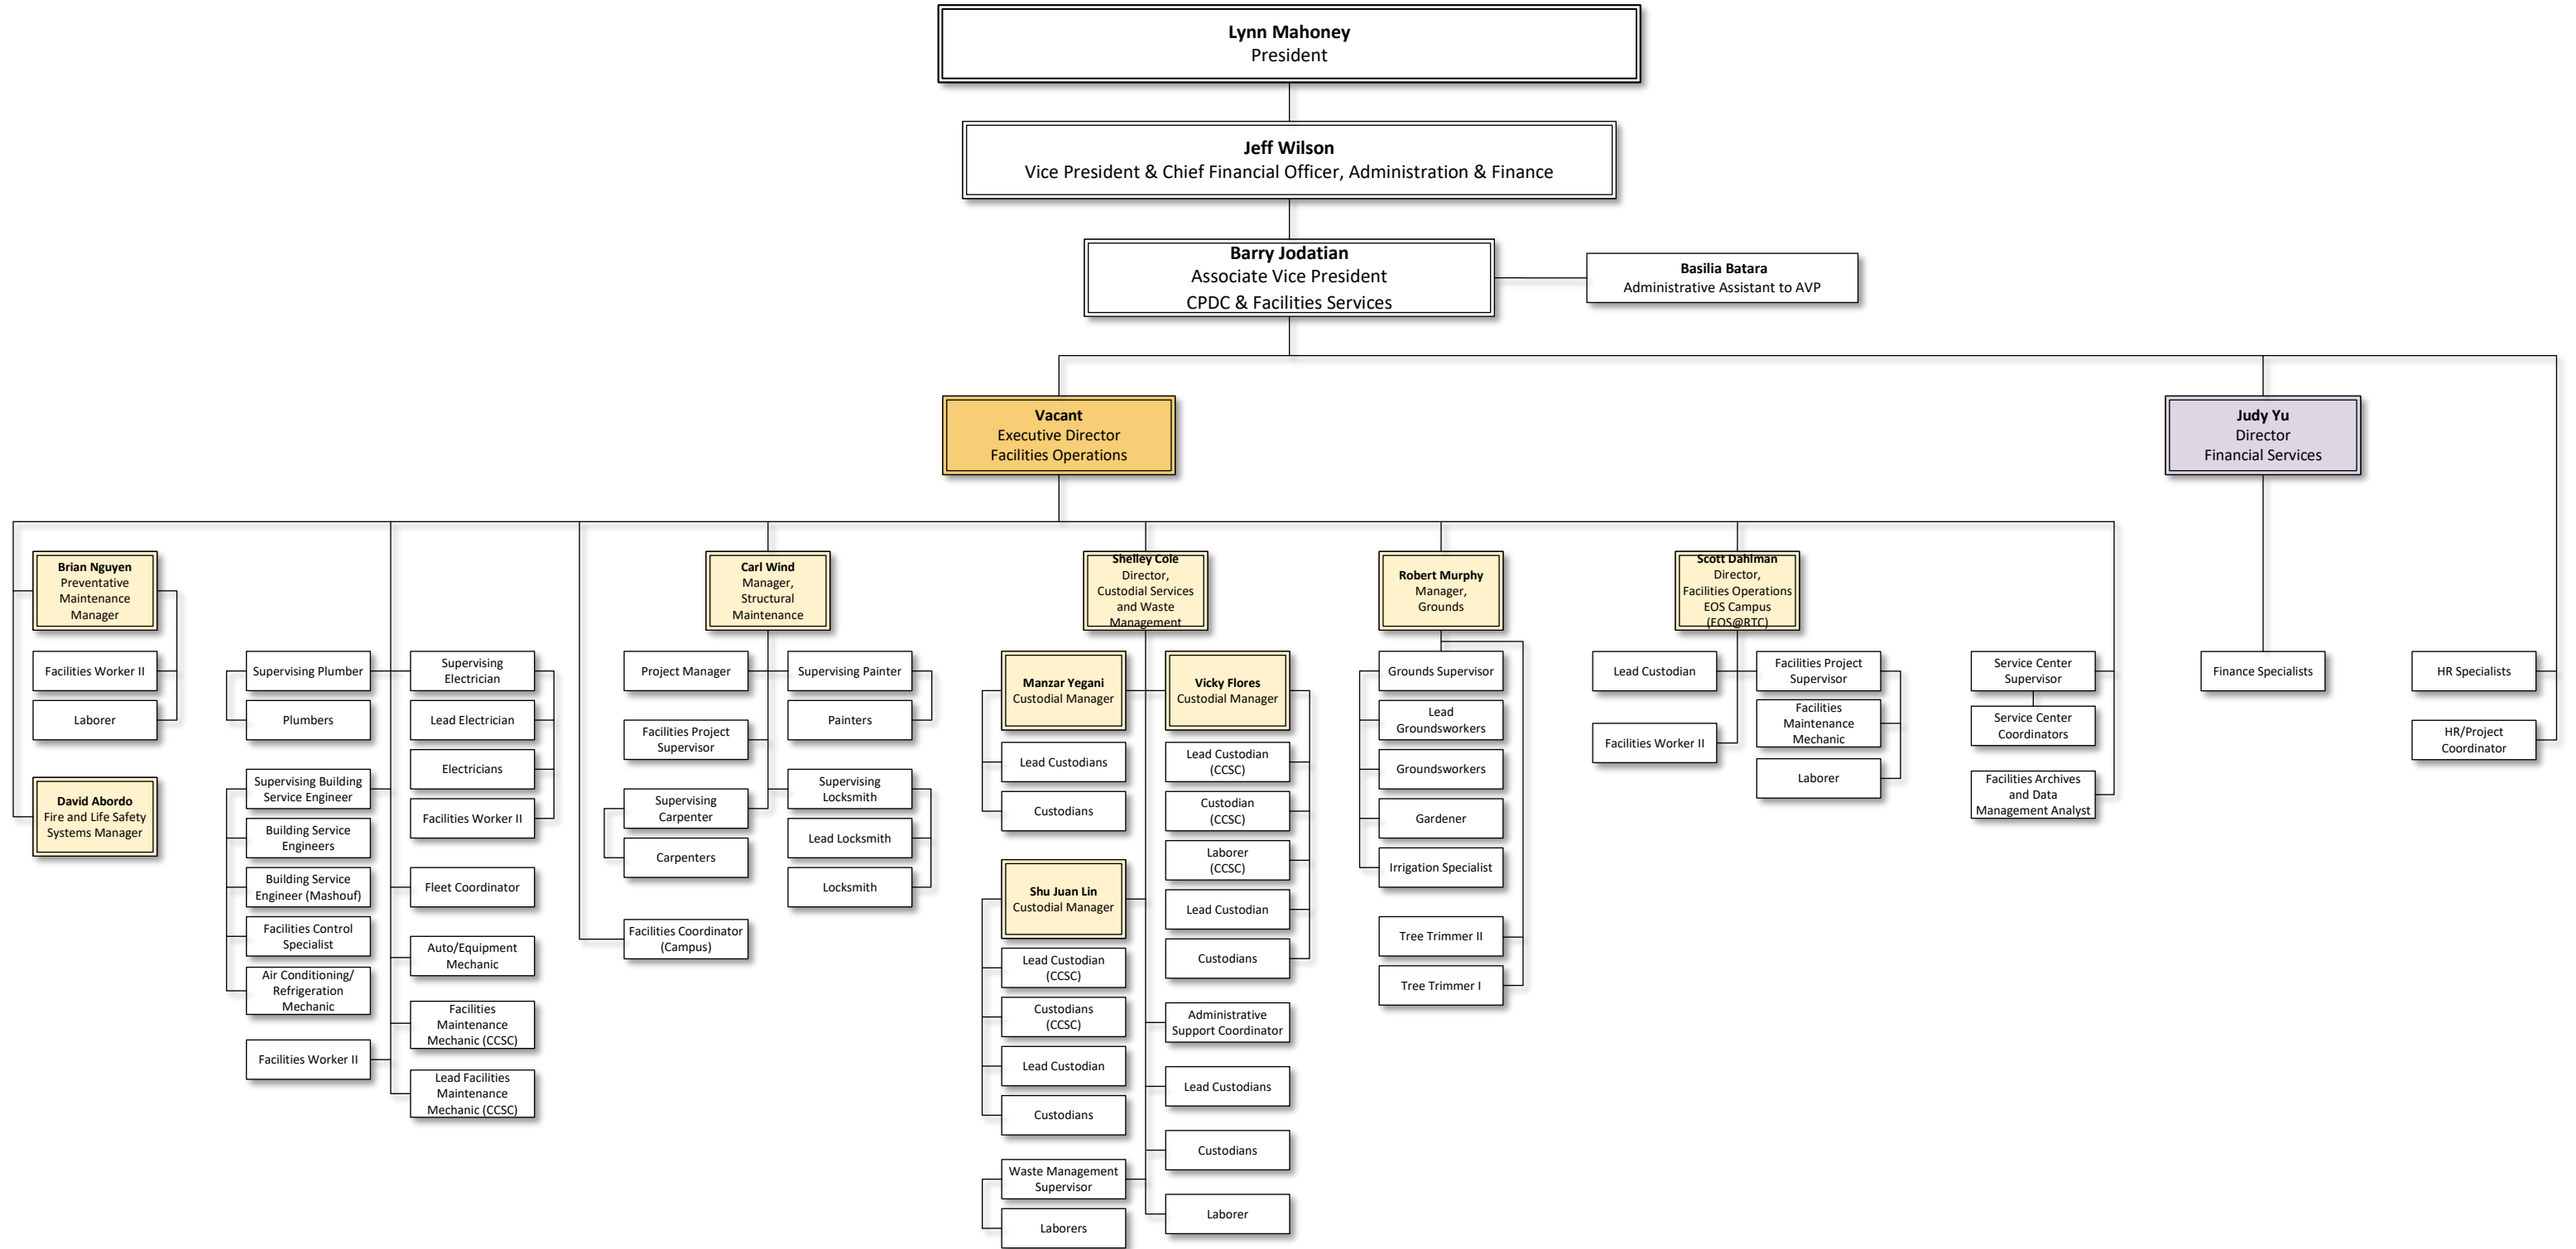 Lynn Mahoney
President
Jeff Wilson
Vice President & Chief Financial Officer, Administration & Finance
Barry Jodatian
Associate Vice President
CPDC & Facilities Services
Basilia Batara
Administrative Assistant to AVP
Vacant
Executive Director
Facilities Operations
Judy Yu
Director
Financial Services
Brian Nguyen
Preventative
Maintenance
Manager
Facilities Worker II
Laborer
David Abordo
Fire and Life Safety
Systems Manager
Supervising Plumber
Plumbers
Supervising Building
Service Engineer
Building Service
Engineers
Building Service
Engineer (Mashouf)
Facilities Control
Specialist
Air Conditioning/
Refrigeration
Mechanic
Facilities Worker II
Supervising
Electrician
Lead Electrician
Electricians
Facilities Worker II
Fleet Coordinator
Auto/Equipment
Mechanic
Facilities
Maintenance
Mechanic (CCSC)
Lead Facilities
Maintenance
Mechanic (CCSC)
Carl Wind
Manager,
Structural
Maintenance
Project Manager
Facilities Project
Supervisor
Supervising
Carpenter
Carpenters
Facilities Coordinator
(Campus)
Supervising Painter
Painters
Supervising
Locksmith
Lead Locksmith
Locksmith
Shelley Cole
Director,
Custodial Services
and Waste
Management
Manzar Yegani
Custodial Manager
Lead Custodians
Custodians
Shu Juan Lin
Custodial Manager
Lead Custodian
(CCSC)
Custodians
(CCSC)
Lead Custodian
Custodians
Waste Management
Supervisor
Laborers
Vicky Flores
Custodial Manager
Lead Custodian
(CCSC)
Custodian
(CCSC)
Laborer
(CCSC)
Lead Custodian
Custodians
Administrative
Support Coordinator
Lead Custodians
Custodians
Laborer
Robert Murphy
Manager,
Grounds
Grounds Supervisor
Lead
Groundsworkers
Groundsworkers
Gardener
Irrigation Specialist
Tree Trimmer II
Tree Trimmer I
Scott Dahlman
Director,
Facilities Operations
EOS Campus
(EOS@RTC)
Lead Custodian
Facilities Worker II
Facilities Project
Supervisor
Facilities
Maintenance
Mechanic
Laborer
Service Center
Supervisor
Service Center
Coordinators
Facilities Archives
and Data
Management Analyst
Finance Specialists
HR Specialists
HR/Project
Coordinator